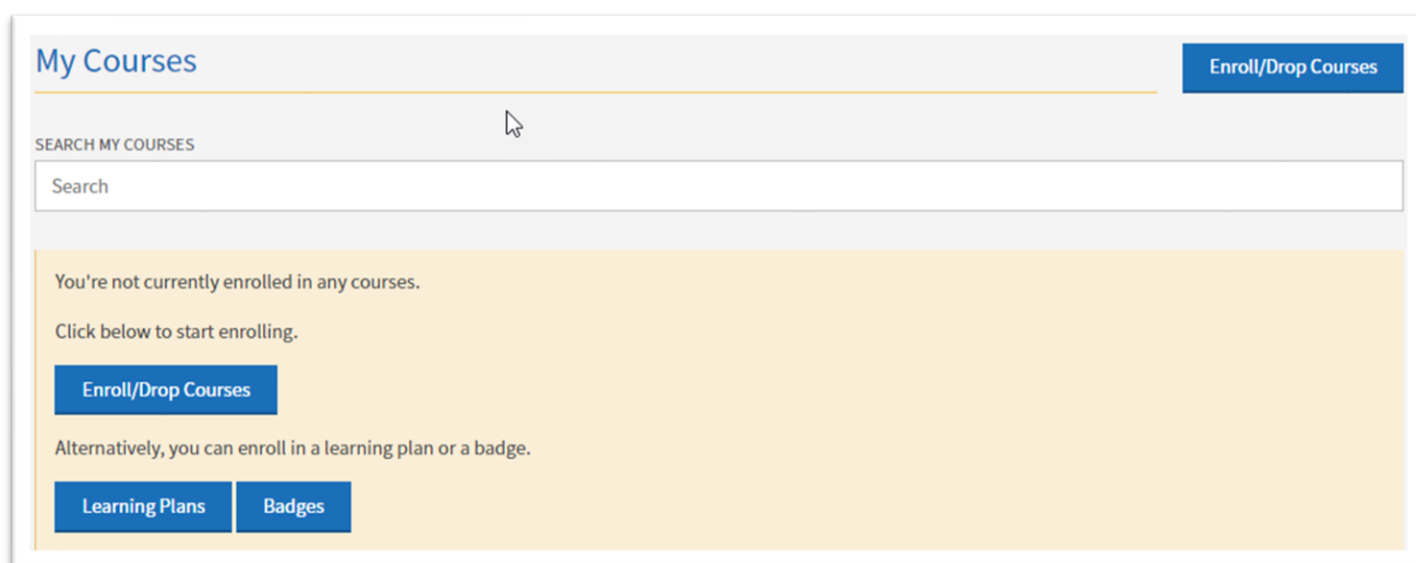 My Courses
Enroll/Drop Courses
SEARCH MY COURSES
Search
You're not currently enrolled in any courses.
Click below to start enrolling.
Enroll/Drop Courses
Alternatively, you can enroll in a learning plan or a badge.
Learning Plans
Badges